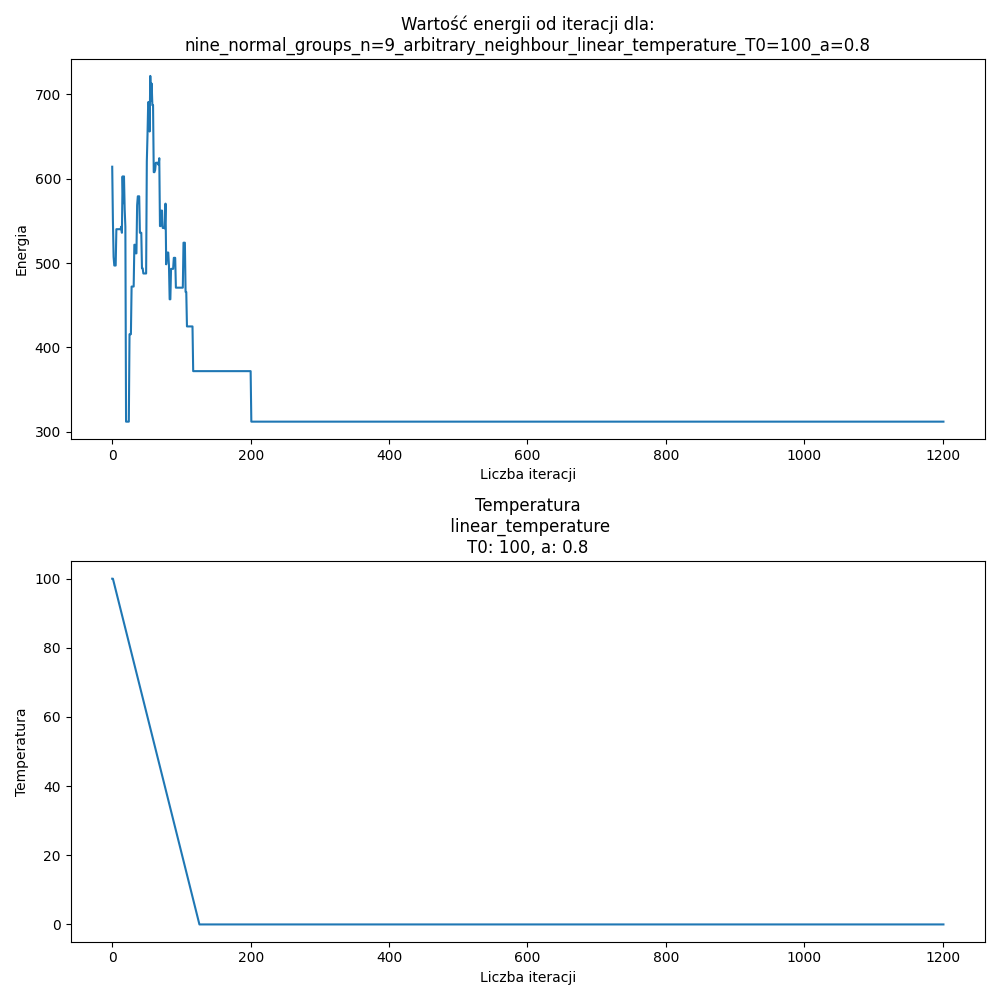 Wartość energii od iteracji dla:
nine_normal_groups_n=9_arbitrary_neighbour_linear_temperature_T0=100_a=0.8
700
600
500
400
300
Energia
0 200 400 600 800 1000 1200
Liczba iteracji
Temperatura
linear_temperature
T0: 100, a: 0.8
100
80
60
40
20
0
Temperatura
0 200 400 600 800 1000 1200
Liczba iteracji